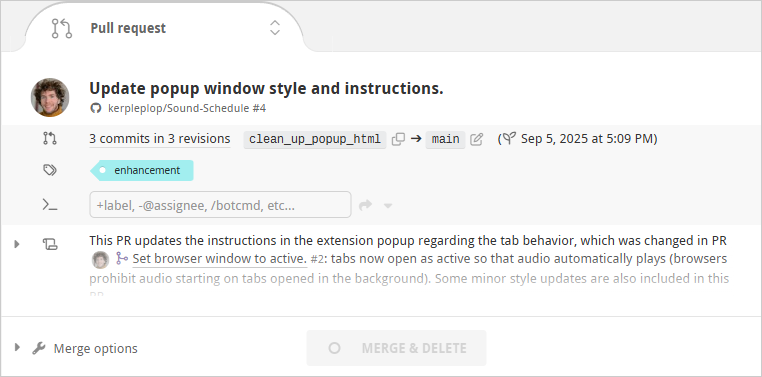 Pull request
Update popup window style and instructions.
kerpleplop/Sound-Schedule #4
3 commits in 3 revisions clean_up_popup_html → main ( Sep 5, 2025 at 5:09 PM)
enhancement
+label, -@assignee, /botcmd, etc...
This PR updates the instructions in the extension popup regarding the tab behavior, which was changed in PR
Set browser window to active. #2: tabs now open as active so that audio automatically plays (browsers
prohibit audio starting on tabs opened in the background). Some minor style updates are also included in this
PR.
Merge options MERGE & DELETE